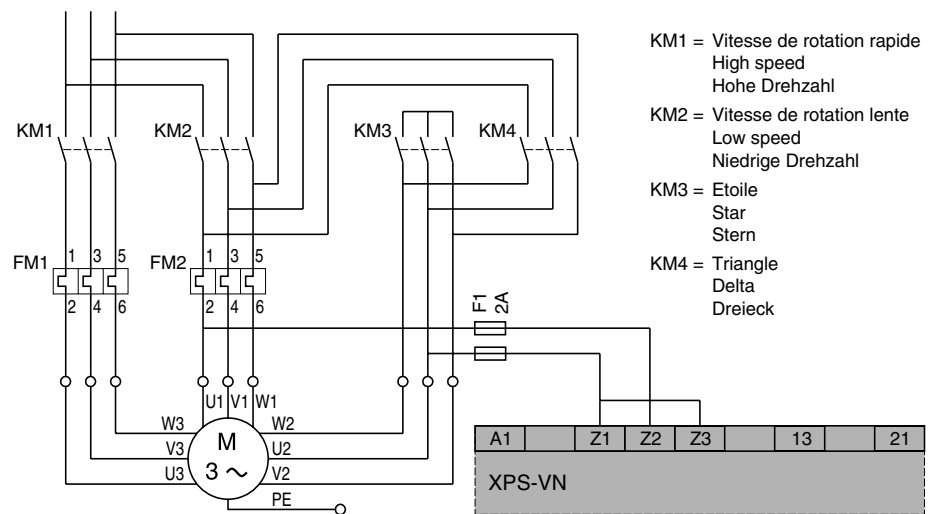 KM1 = Vitesse de rotation rapide
High speed
Hohe Drehzahl
KM2 = Vitesse de rotation lente
Low speed
Niedrige Drehzahl
KM3 = Etoile
Star
Stern
KM4 = Triangle
Delta
Dreieck
KM1 KM2 KM3 KM4
FM1 1 3 5 FM2 1 3 5
2 4 6 2 4 6
F1
2A
U1 V1 W1
W3 W2
V3 U2
U3 V2
M
3 ~
PE
A1 Z1 Z2 Z3 13 21
XPS-VN